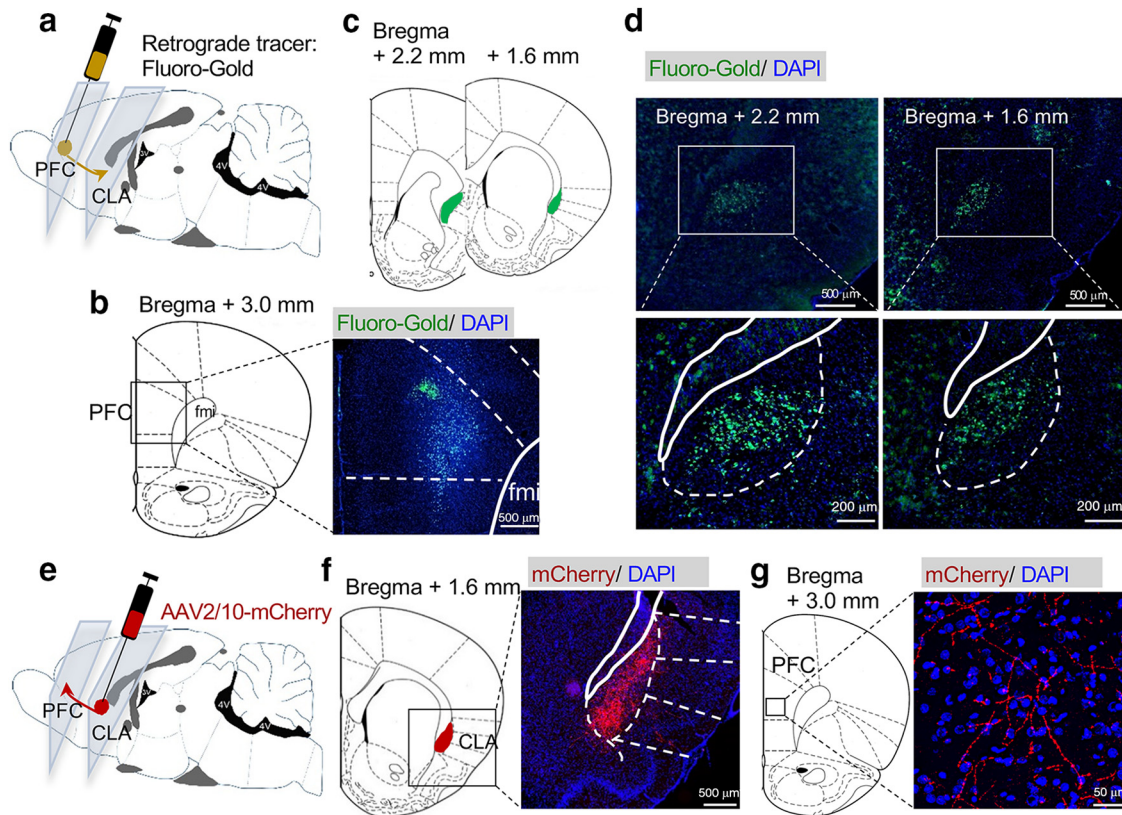 a
Retrograde tracer:
Fluoro-Gold
PFC
CLA
3V
4V
4V
b
Bregma + 3.0 mm
PFC
fmi
Fluoro-Gold/ DAPI
fmi
500 μm
c
Bregma
+ 2.2 mm + 1.6 mm
d
Fluoro-Gold/ DAPI
Bregma + 2.2 mm
500 μm
Bregma + 1.6 mm
500 μm
200 μm
200 μm
e
AAV2/10-mCherry
PFC
CLA
3V
4V
4V
f
Bregma + 1.6 mm
CLA
mCherry/ DAPI
500 μm
g
Bregma
+ 3.0 mm
PFC
mCherry/ DAPI
50 μm